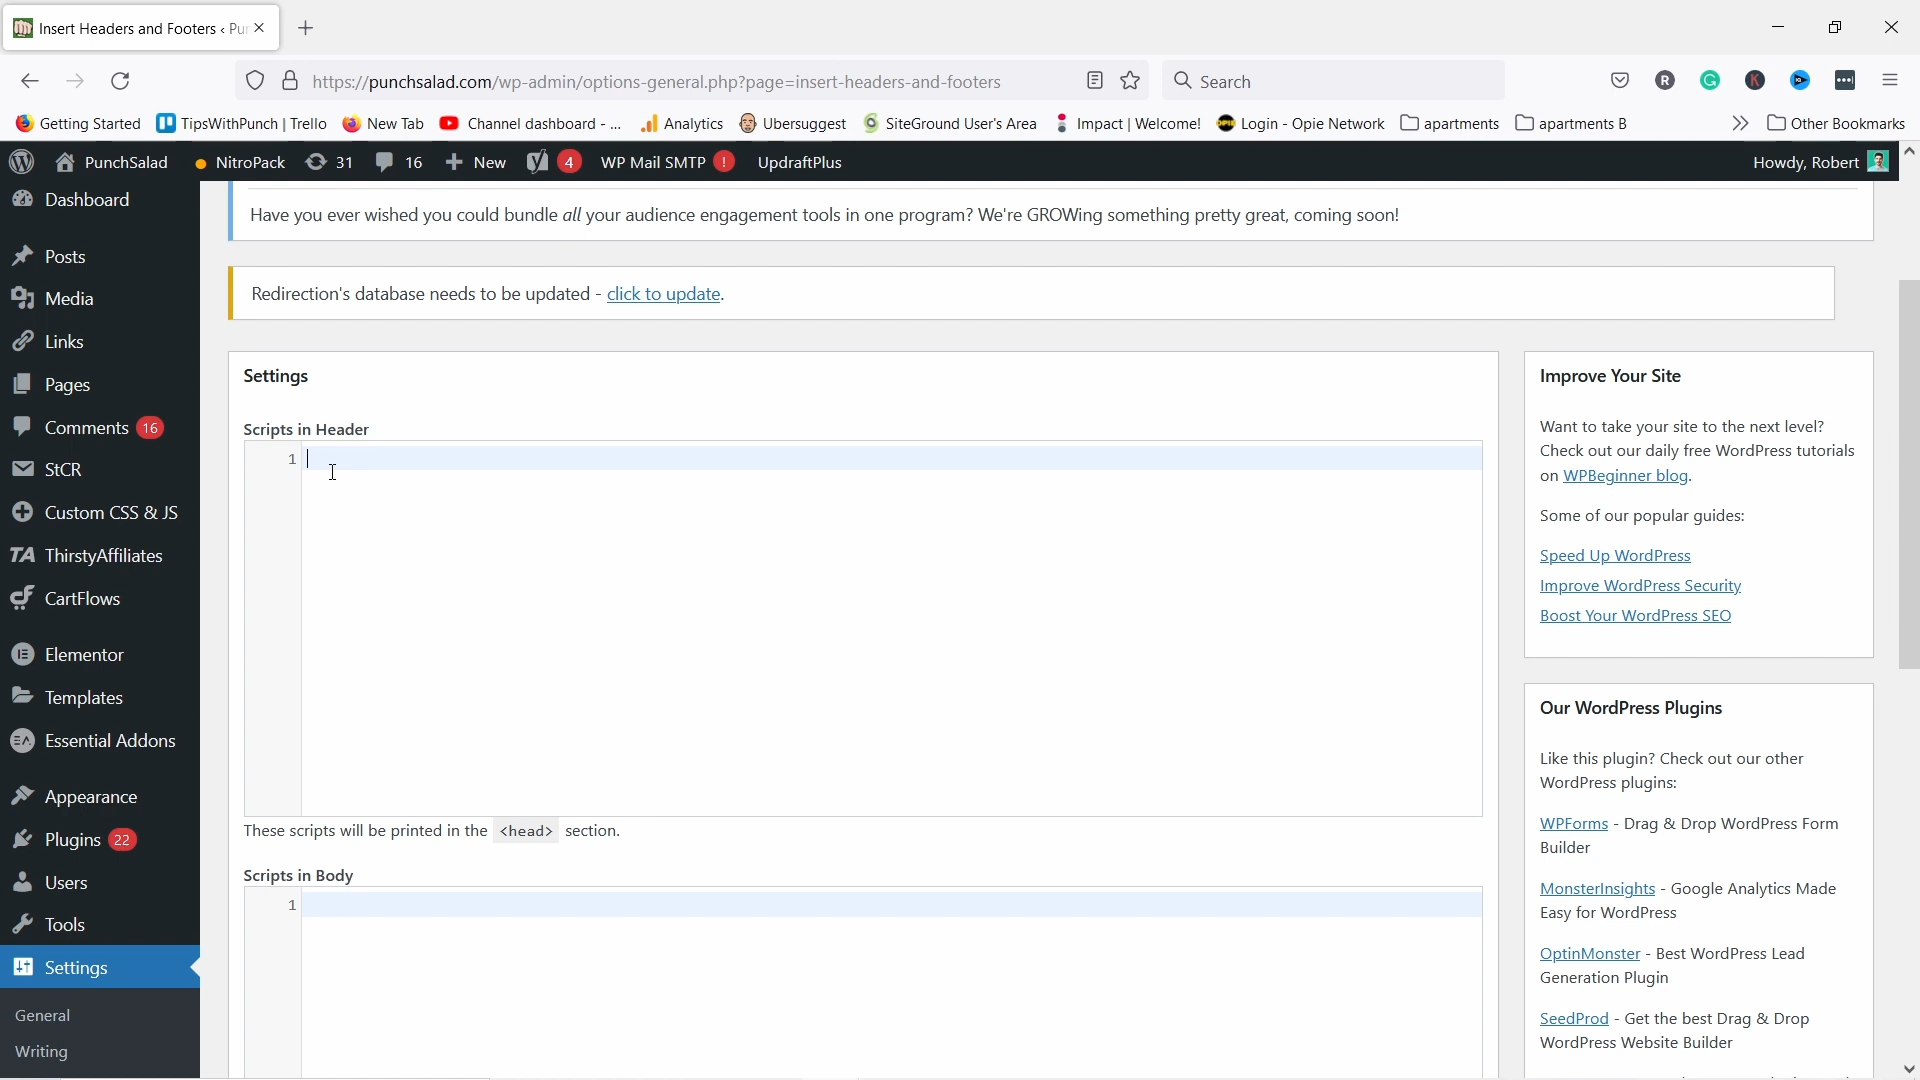 Insert Headers and Footers ‹ Pun
https://punchsalad.com/wp-admin/options-general.php?page=insert-headers-and-footers
Search
Getting Started
TipsWithPunch | Trello
New Tab
Channel dashboard - ...
Analytics
Ubersuggest
SiteGround User's Area
Impact | Welcome!
Login - Opie Network
apartments
apartments B
Other Bookmarks
PunchSalad
NitroPack
31
16
New
4
WP Mail SMTP !
UpdraftPlus
Howdy, Robert
Dashboard
Posts
Media
Links
Pages
Comments 16
StCR
Custom CSS & JS
TA ThirstyAffiliates
CartFlows
Elementor
Templates
EA Essential Addons
Appearance
Plugins 22
Users
Tools
Settings
General
Writing
Have you ever wished you could bundle all your audience engagement tools in one program? We're GROWing something pretty great, coming soon!
Redirection's database needs to be updated - click to update.
Settings
Scripts in Header
1
These scripts will be printed in the <head> section.
Scripts in Body
1
Improve Your Site
Want to take your site to the next level?
Check out our daily free WordPress tutorials
on WPBeginner blog.
Some of our popular guides:
Speed Up WordPress
Improve WordPress Security
Boost Your WordPress SEO
Our WordPress Plugins
Like this plugin? Check out our other
WordPress plugins:
WPForms - Drag & Drop WordPress Form
Builder
MonsterInsights - Google Analytics Made
Easy for WordPress
OptinMonster - Best WordPress Lead
Generation Plugin
SeedProd - Get the best Drag & Drop
WordPress Website Builder